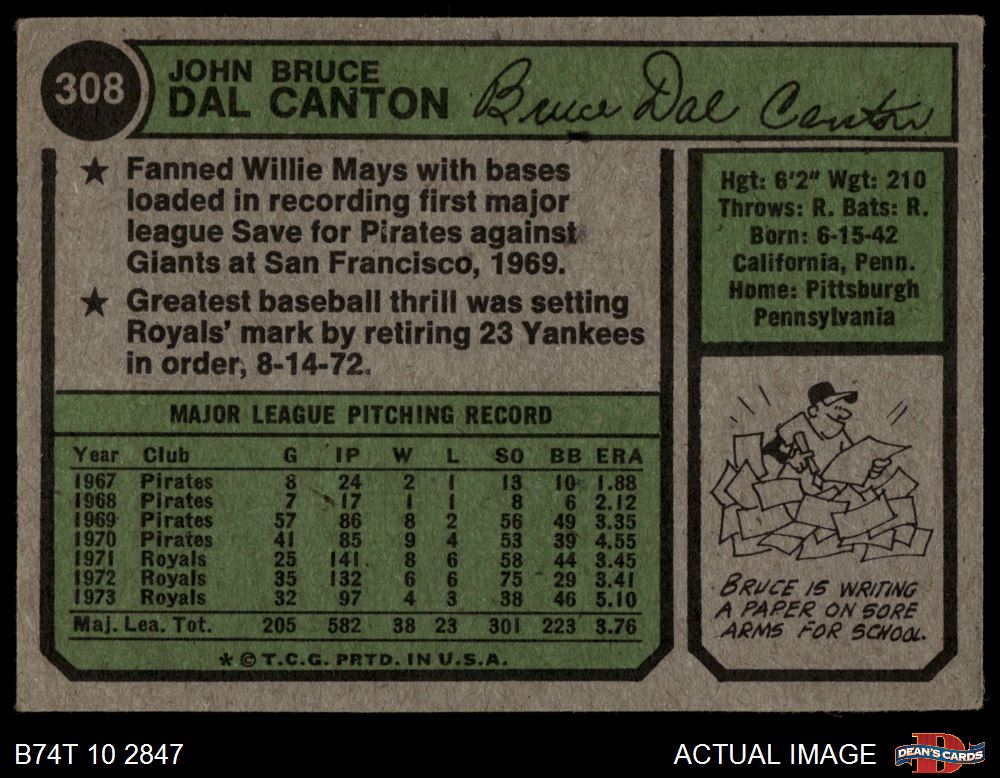 308
JOHN BRUCE
DAL CANTON
Bruce Dal Canton
★ Fanned Willie Mays with bases
loaded in recording first major
league Save for Pirates against
Giants at San Francisco, 1969.
★ Greatest baseball thrill was setting
Royals' mark by retiring 23 Yankees
in order, 8-14-72.
Hgt: 6'2" Wgt: 210
Throws: R. Bats: R.
Born: 6-15-42
California, Penn.
Home: Pittsburgh
Pennsylvania
MAJOR LEAGUE PITCHING RECORD
Year Club G IP W L SO BB ERA
1967 Pirates 8 24 2 1 13 10 1.88
1968 Pirates 7 17 1 1 8 6 2.12
1969 Pirates 57 86 8 2 56 49 3.35
1970 Pirates 41 85 9 4 53 39 4.55
1971 Royals 25 141 8 6 58 44 3.45
1972 Royals 35 132 6 6 75 29 3.41
1973 Royals 32 97 4 3 38 46 5.10
Maj. Lea. Tot. 205 582 38 23 301 223 3.76
* © T.C.G. PRTD. IN U.S.A.
BRUCE IS WRITING
A PAPER ON SORE
ARMS FOR SCHOOL.
B74T 10 2847
ACTUAL IMAGE
DEAN'S CARDS